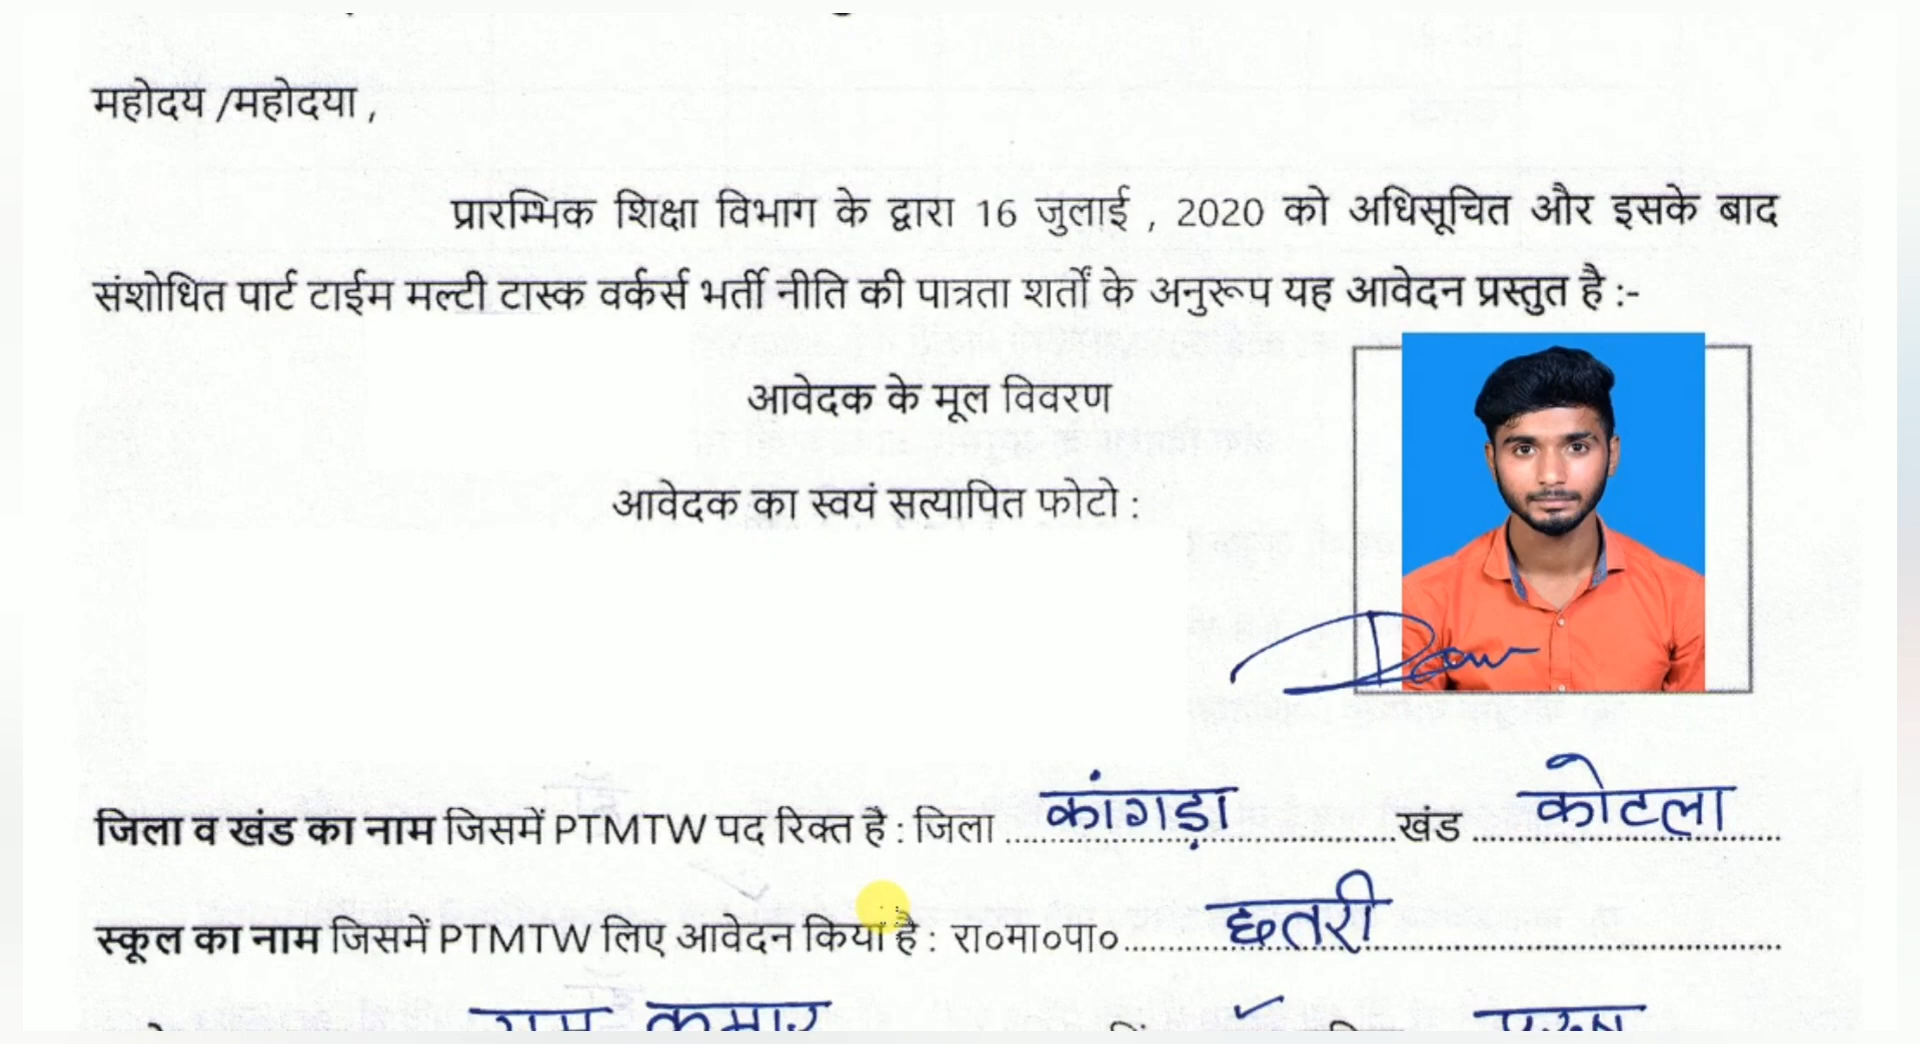 महोदय /महोदया ,
प्रारम्भिक शिक्षा विभाग के द्वारा 16 जुलाई , 2020 को अधिसूचित और इसके बाद
संशोधित पार्ट टाईम मल्टी टास्क वर्कर्स भर्ती नीति की पात्रता शर्तों के अनुरूप यह आवेदन प्रस्तुत है :-
आवेदक के मूल विवरण
आवेदक का स्वयं सत्यापित फोटो :
जिला व खंड का नाम जिसमें PTMTW पद रिक्त है : जिला कांगड़ा खंड कोटला
स्कूल का नाम जिसमें PTMTW लिए आवेदन किया है : रा०मा०पा० छतरी
कुमार